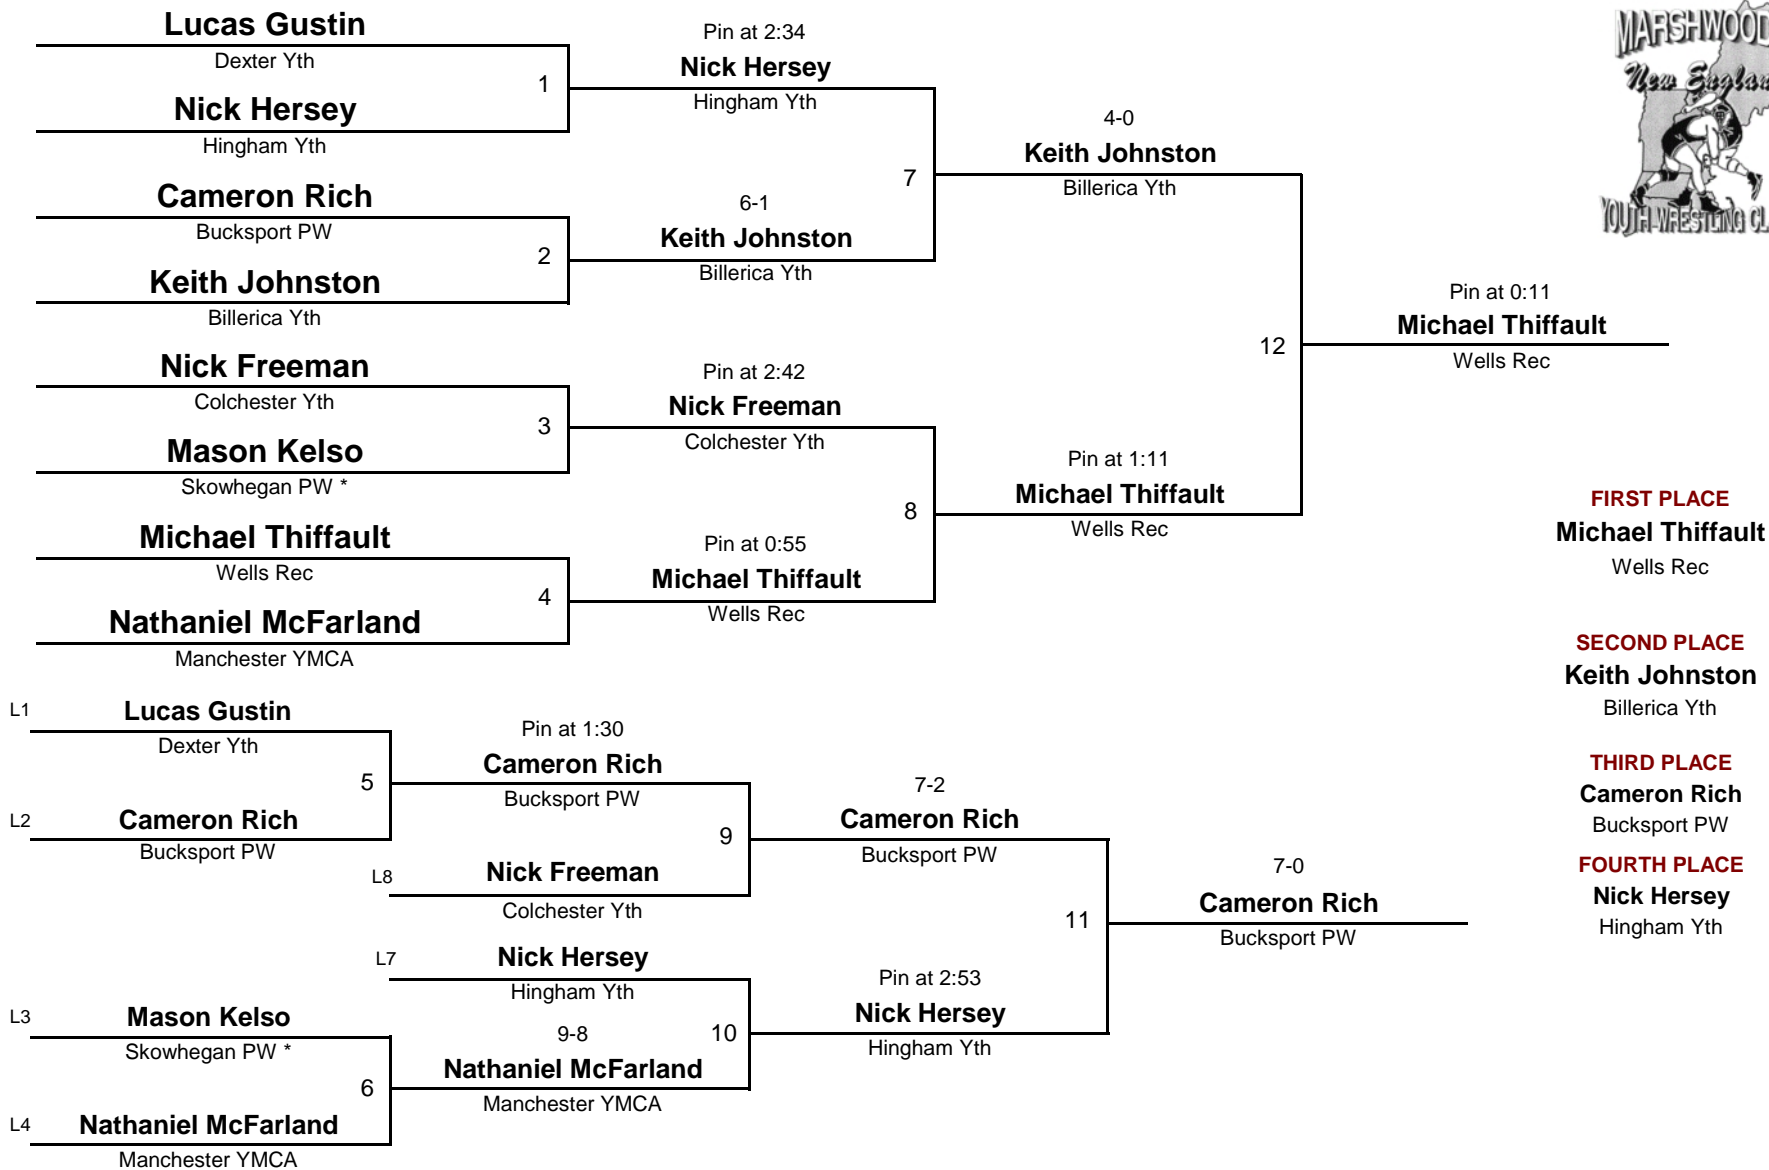 Lucas Gustin
Dexter Yth
1
Nick Hersey
Hingham Yth
Cameron Rich
Bucksport PW
2
Keith Johnston
Billerica Yth
Nick Freeman
Colchester Yth
3
Mason Kelso
Skowhegan PW *
Michael Thiffault
Wells Rec
4
Nathaniel McFarland
Manchester YMCA
Pin at 2:34
Nick Hersey
Hingham Yth
7
6-1
Keith Johnston
Billerica Yth
Pin at 2:42
Nick Freeman
Colchester Yth
8
Pin at 0:55
Michael Thiffault
Wells Rec
4-0
Keith Johnston
Billerica Yth
12
Pin at 1:11
Michael Thiffault
Wells Rec
Pin at 0:11
Michael Thiffault
Wells Rec
MARSHWOOD
New England
YOUTH WRESTLING CL
FIRST PLACE
Michael Thiffault
Wells Rec
SECOND PLACE
Keith Johnston
Billerica Yth
THIRD PLACE
Cameron Rich
Bucksport PW
FOURTH PLACE
Nick Hersey
Hingham Yth
L1
Lucas Gustin
Dexter Yth
5
L2
Cameron Rich
Bucksport PW
L3
Mason Kelso
Skowhegan PW *
6
L4
Nathaniel McFarland
Manchester YMCA
Pin at 1:30
Cameron Rich
Bucksport PW
9
L8
Nick Freeman
Colchester Yth
L7
Nick Hersey
Hingham Yth
10
9-8
Nathaniel McFarland
Manchester YMCA
7-2
Cameron Rich
Bucksport PW
11
Pin at 2:53
Nick Hersey
Hingham Yth
7-0
Cameron Rich
Bucksport PW